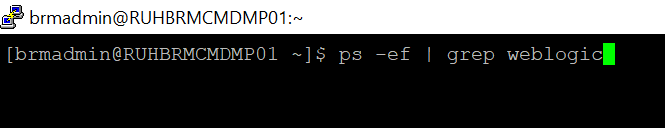 brmadmin@RUHBRMCMDMP01:~
[brmadmin@RUHBRMCMDMP01 ~]$ ps -ef | grep weblogic